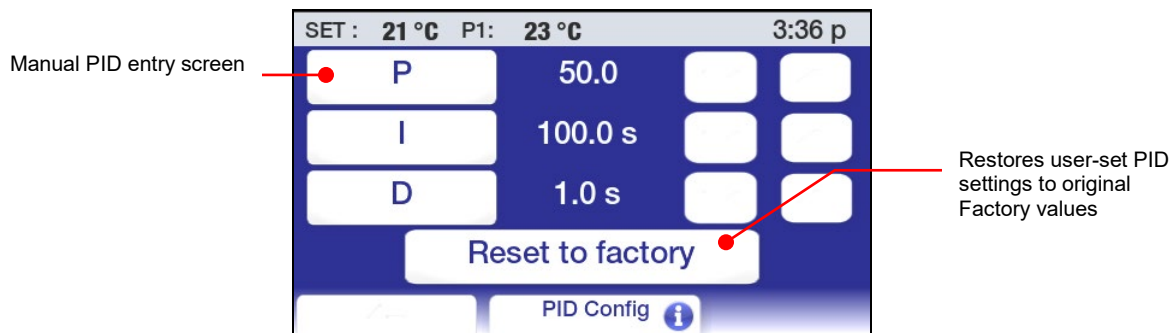 SET : 21 °C P1: 23 °C 3:36 p
Manual PID entry screen
P 50.0
I 100.0 s
D 1.0 s
Restores user-set PID
settings to original
Factory values
Reset to factory
PID Config i